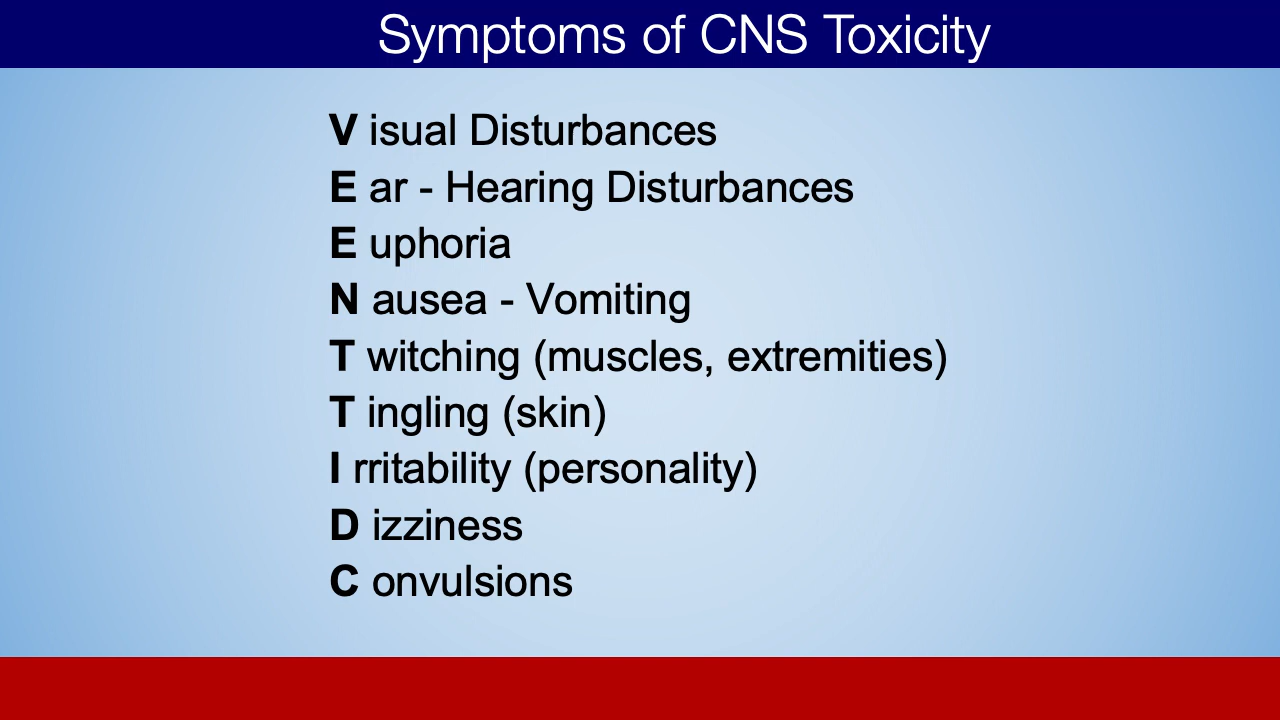 Symptoms of CNS Toxicity
V isual Disturbances
E ar - Hearing Disturbances
E uphoria
N ausea - Vomiting
T witching (muscles, extremities)
T ingling (skin)
I rritability (personality)
D izziness
C onvulsions